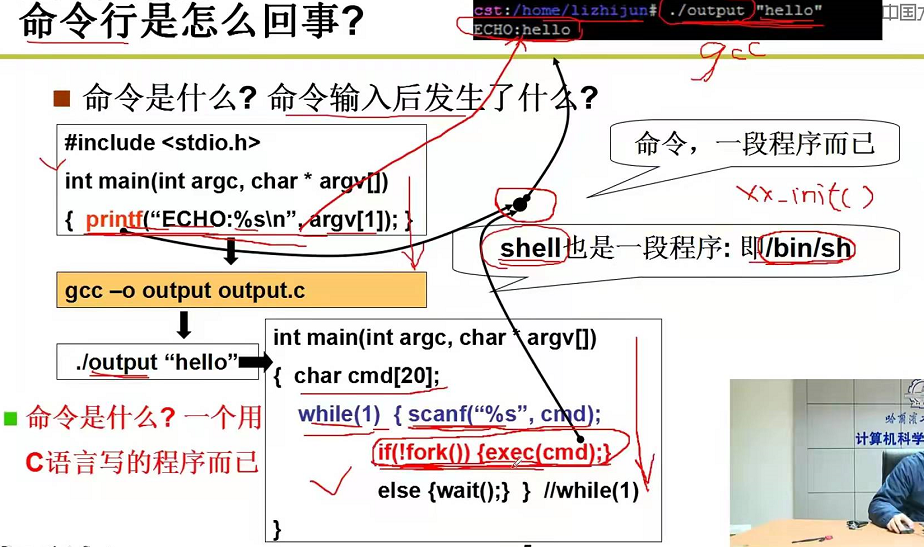 命令行是怎么回事?
cst:/home/lizhijun# ./output "hello"
ECHO:hello
中国
gcc
■ 命令是什么? 命令输入后发生了什么?
#include <stdio.h>
int main(int argc, char * argv[])
{ printf(“ECHO:%s\n”, argv[1]); }
命令，一段程序而已
xx_init()
shell也是一段程序: 即/bin/sh
gcc –o output output.c
./output “hello”
int main(int argc, char * argv[])
{ char cmd[20];
while(1) { scanf(“%s”, cmd);
if(!fork()) {exec(cmd);}
else {wait();} } //while(1)
}
■ 命令是什么? 一个用
C语言写的程序而已
计算机科学